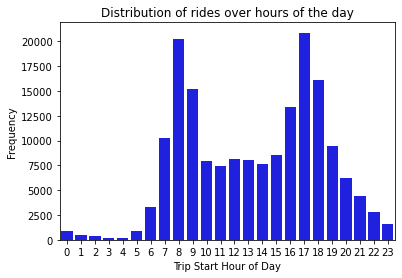 Distribution of rides over hours of the day
20000
17500
15000
12500
10000
7500
5000
2500
0
Frequency
0 1 2 3 4 5 6 7 8 9 10 11 12 13 14 15 16 17 18 19 20 21 22 23
Trip Start Hour of Day